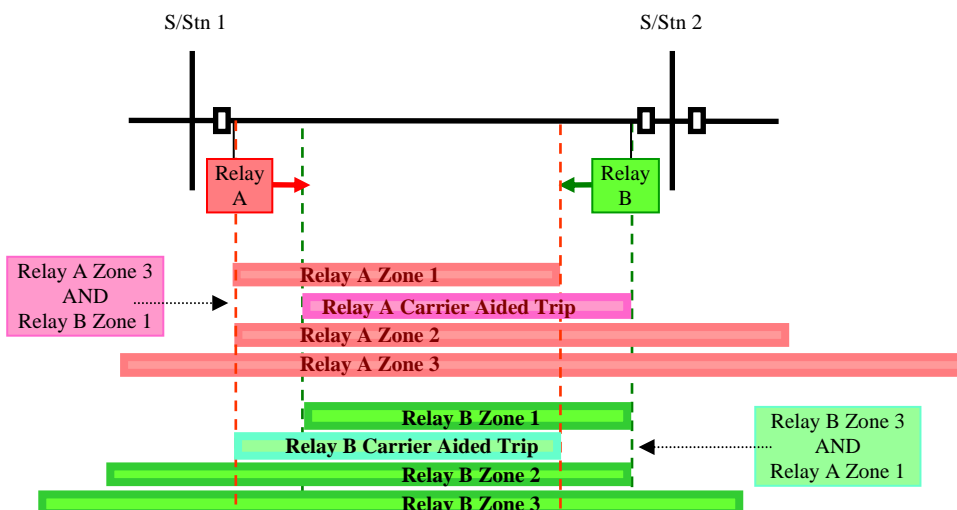 S/Stn 1
S/Stn 2
Relay
A
Relay
B
Relay A Zone 3
AND
Relay B Zone 1
Relay A Zone 1
Relay A Carrier Aided Trip
Relay A Zone 2
Relay A Zone 3
Relay B Zone 1
Relay B Carrier Aided Trip
Relay B Zone 2
Relay B Zone 3
Relay B Zone 3
AND
Relay A Zone 1